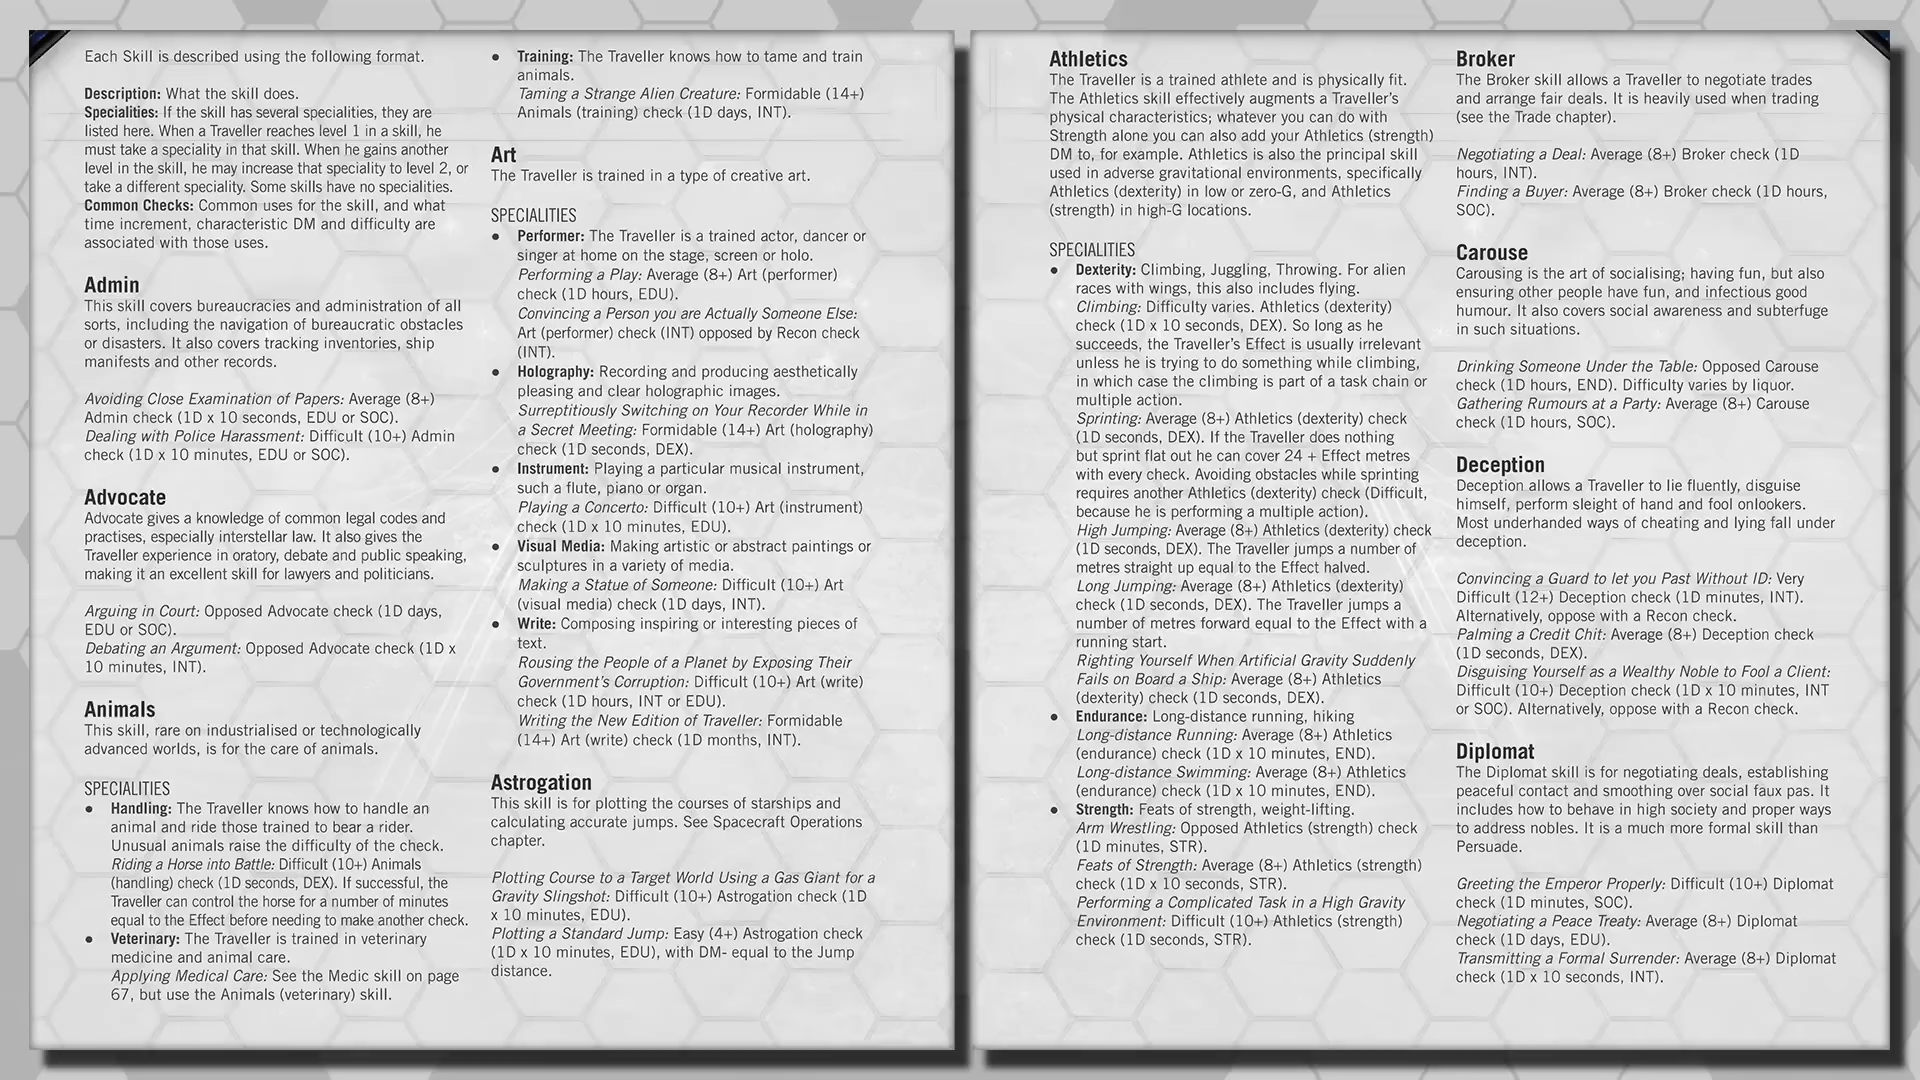 Each Skill is described using the following format.
Description: What the skill does.
Specialities: If the skill has several specialities, they are
listed here. When a Traveller reaches level 1 in a skill, he
must take a speciality in that skill. When he gains another
level in the skill, he may increase that speciality to level 2, or
take a different speciality. Some skills have no specialities.
Common Checks: Common uses for the skill, and what
time increment, characteristic DM and difficulty are
associated with those uses.
Admin
This skill covers bureaucracies and administration of all
sorts, including the navigation of bureaucratic obstacles
or disasters. It also covers tracking inventories, ship
manifests and other records.
Avoiding Close Examination of Papers: Average (8+)
Admin check (1D x 10 seconds, EDU or SOC).
Dealing with Police Harassment: Difficult (10+) Admin
check (1D x 10 minutes, EDU or SOC).
Advocate
Advocate gives a knowledge of common legal codes and
practises, especially interstellar law. It also gives the
Traveller experience in oratory, debate and public speaking,
making it an excellent skill for lawyers and politicians.
Arguing in Court: Opposed Advocate check (1D days,
EDU or SOC).
Debating an Argument: Opposed Advocate check (1D x
10 minutes, INT).
Animals
This skill, rare on industrialised or technologically
advanced worlds, is for the care of animals.
SPECIALITIES
● Handling: The Traveller knows how to handle an
animal and ride those trained to bear a rider.
Unusual animals raise the difficulty of the check.
Riding a Horse into Battle: Difficult (10+) Animals
(handling) check (1D seconds, DEX). If successful, the
Traveller can control the horse for a number of minutes
equal to the Effect before needing to make another check.
● Veterinary: The Traveller is trained in veterinary
medicine and animal care.
Applying Medical Care: See the Medic skill on page
67, but use the Animals (veterinary) skill.
● Training: The Traveller knows how to tame and train
animals.
Taming a Strange Alien Creature: Formidable (14+)
Animals (training) check (1D days, INT).
Art
The Traveller is trained in a type of creative art.
SPECIALITIES
● Performer: The Traveller is a trained actor, dancer or
singer at home on the stage, screen or holo.
Performing a Play: Average (8+) Art (performer)
check (1D hours, EDU).
Convincing a Person you are Actually Someone Else:
Art (performer) check (INT) opposed by Recon check
(INT).
● Holography: Recording and producing aesthetically
pleasing and clear holographic images.
Surreptitiously Switching on Your Recorder While in
a Secret Meeting: Formidable (14+) Art (holography)
check (1D seconds, DEX).
● Instrument: Playing a particular musical instrument,
such a flute, piano or organ.
Playing a Concerto: Difficult (10+) Art (instrument)
check (1D x 10 minutes, EDU).
● Visual Media: Making artistic or abstract paintings or
sculptures in a variety of media.
Making a Statue of Someone: Difficult (10+) Art
(visual media) check (1D days, INT).
● Write: Composing inspiring or interesting pieces of
text.
Rousing the People of a Planet by Exposing Their
Government's Corruption: Difficult (10+) Art (write)
check (1D hours, INT or EDU).
Writing the New Edition of Traveller: Formidable
(14+) Art (write) check (1D months, INT).
Astrogation
This skill is for plotting the courses of starships and
calculating accurate jumps. See Spacecraft Operations
chapter.
Plotting Course to a Target World Using a Gas Giant for a
Gravity Slingshot: Difficult (10+) Astrogation check (1D
x 10 minutes, EDU).
Plotting a Standard Jump: Easy (4+) Astrogation check
(1D x 10 minutes, EDU), with DM- equal to the Jump
distance.
Athletics
The Traveller is a trained athlete and is physically fit.
The Athletics skill effectively augments a Traveller's
physical characteristics; whatever you can do with
Strength alone you can also add your Athletics (strength)
DM to, for example. Athletics is also the principal skill
used in adverse gravitational environments, specifically
Athletics (dexterity) in low or zero-G, and Athletics
(strength) in high-G locations.
SPECIALITIES
● Dexterity: Climbing, Juggling, Throwing. For alien
races with wings, this also includes flying.
Climbing: Difficulty varies. Athletics (dexterity)
check (1D x 10 seconds, DEX). So long as he
succeeds, the Traveller's Effect is usually irrelevant
unless he is trying to do something while climbing,
in which case the climbing is part of a task chain or
multiple action.
Sprinting: Average (8+) Athletics (dexterity) check
(1D seconds, DEX). If the Traveller does nothing
but sprint flat out he can cover 24 + Effect metres
with every check. Avoiding obstacles while sprinting
requires another Athletics (dexterity) check (Difficult,
because he is performing a multiple action).
High Jumping: Average (8+) Athletics (dexterity) check
(1D seconds, DEX). The Traveller jumps a number of
metres straight up equal to the Effect halved.
Long Jumping: Average (8+) Athletics (dexterity)
check (1D seconds, DEX). The Traveller jumps a
number of metres forward equal to the Effect with a
running start.
Righting Yourself When Artificial Gravity Suddenly
Fails on Board a Ship: Average (8+) Athletics
(dexterity) check (1D seconds, DEX).
● Endurance: Long-distance running, hiking
Long-distance Running: Average (8+) Athletics
(endurance) check (1D x 10 minutes, END).
Long-distance Swimming: Average (8+) Athletics
(endurance) check (1D x 10 minutes, END).
● Strength: Feats of strength, weight-lifting.
Arm Wrestling: Opposed Athletics (strength) check
(1D minutes, STR).
Feats of Strength: Average (8+) Athletics (strength)
check (1D x 10 seconds, STR).
Performing a Complicated Task in a High Gravity
Environment: Difficult (10+) Athletics (strength)
check (1D seconds, STR).
Broker
The Broker skill allows a Traveller to negotiate trades
and arrange fair deals. It is heavily used when trading
(see the Trade chapter).
Negotiating a Deal: Average (8+) Broker check (1D
hours, INT).
Finding a Buyer: Average (8+) Broker check (1D hours,
SOC).
Carouse
Carousing is the art of socialising; having fun, but also
ensuring other people have fun, and infectious good
humour. It also covers social awareness and subterfuge
in such situations.
Drinking Someone Under the Table: Opposed Carouse
check (1D hours, END). Difficulty varies by liquor.
Gathering Rumours at a Party: Average (8+) Carouse
check (1D hours, SOC).
Deception
Deception allows a Traveller to lie fluently, disguise
himself, perform sleight of hand and fool onlookers.
Most underhanded ways of cheating and lying fall under
deception.
Convincing a Guard to let you Past Without ID: Very
Difficult (12+) Deception check (1D minutes, INT).
Alternatively, oppose with a Recon check.
Palming a Credit Chit: Average (8+) Deception check
(1D seconds, DEX).
Disguising Yourself as a Wealthy Noble to Fool a Client:
Difficult (10+) Deception check (1D x 10 minutes, INT
or SOC). Alternatively, oppose with a Recon check.
Diplomat
The Diplomat skill is for negotiating deals, establishing
peaceful contact and smoothing over social faux pas. It
includes how to behave in high society and proper ways
to address nobles. It is a much more formal skill than
Persuade.
Greeting the Emperor Properly: Difficult (10+) Diplomat
check (1D minutes, SOC).
Negotiating a Peace Treaty: Average (8+) Diplomat
check (1D days, EDU).
Transmitting a Formal Surrender: Average (8+) Diplomat
check (1D x 10 seconds, INT).